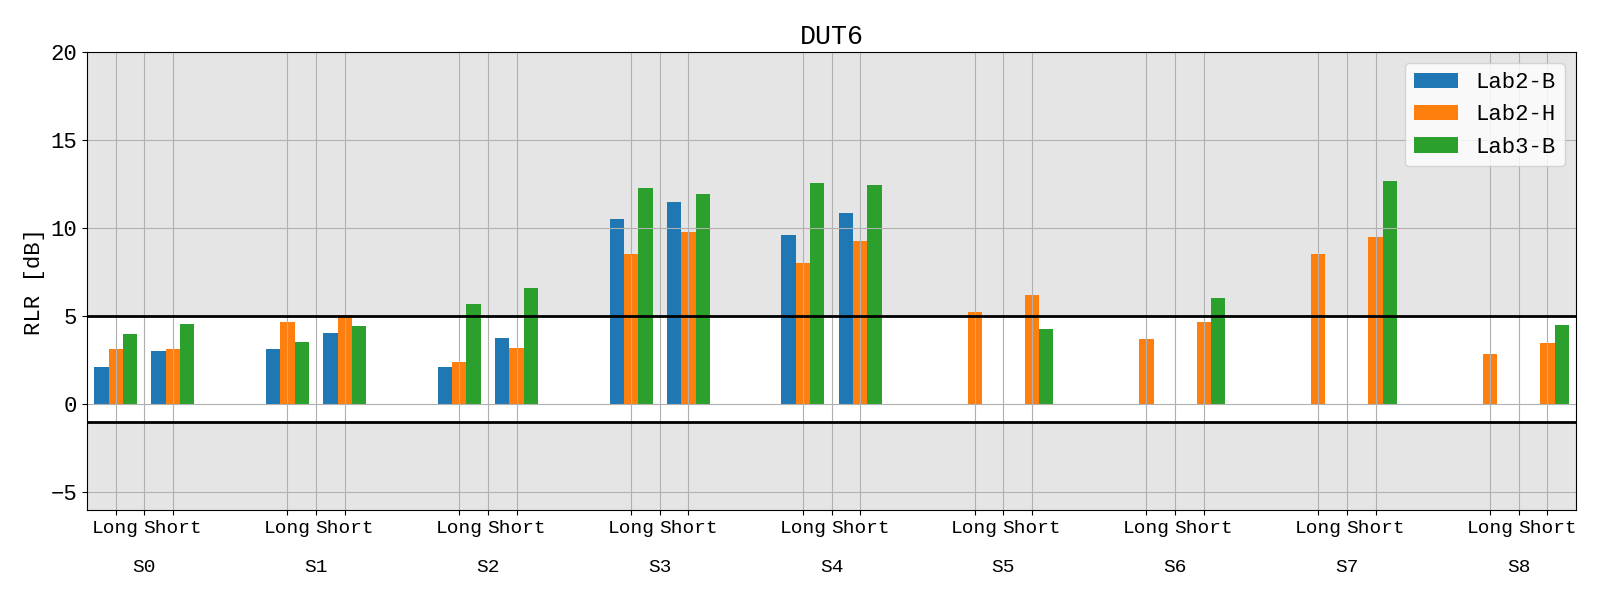 DUT6
RLR [dB]
20
15
10
5
0
−5
Lab2-B
Lab2-H
Lab3-B
Long Short Long Short Long Short Long Short Long Short Long Short Long Short Long Short Long Short
S0 S1 S2 S3 S4 S5 S6 S7 S8